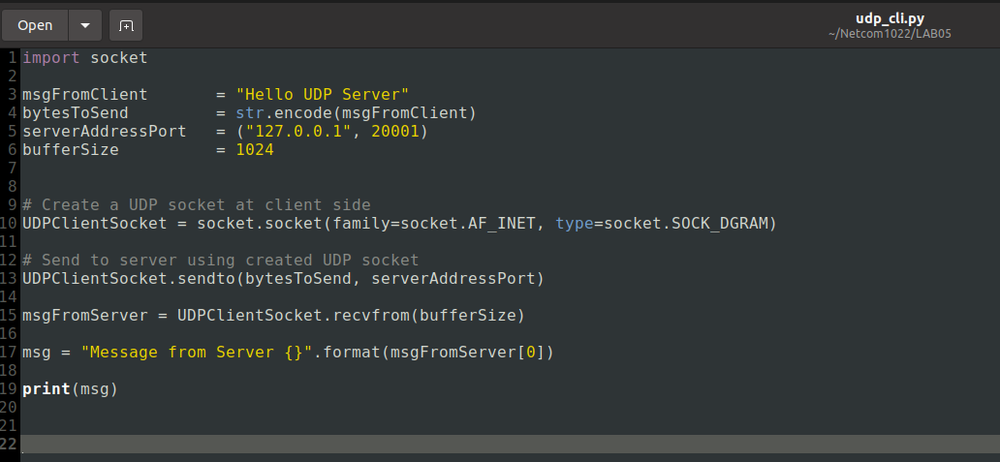 Open
udp_cli.py
~/Netcom1022/LAB05
1 import socket
2
3 msgFromClient       = "Hello UDP Server"
4 bytesToSend         = str.encode(msgFromClient)
5 serverAddressPort   = ("127.0.0.1", 20001)
6 bufferSize          = 1024
7
8
9 # Create a UDP socket at client side
10 UDPClientSocket = socket.socket(family=socket.AF_INET, type=socket.SOCK_DGRAM)
11
12 # Send to server using created UDP socket
13 UDPClientSocket.sendto(bytesToSend, serverAddressPort)
14
15 msgFromServer = UDPClientSocket.recvfrom(bufferSize)
16
17 msg = "Message from Server {}".format(msgFromServer[0])
18
19 print(msg)
20
21
22